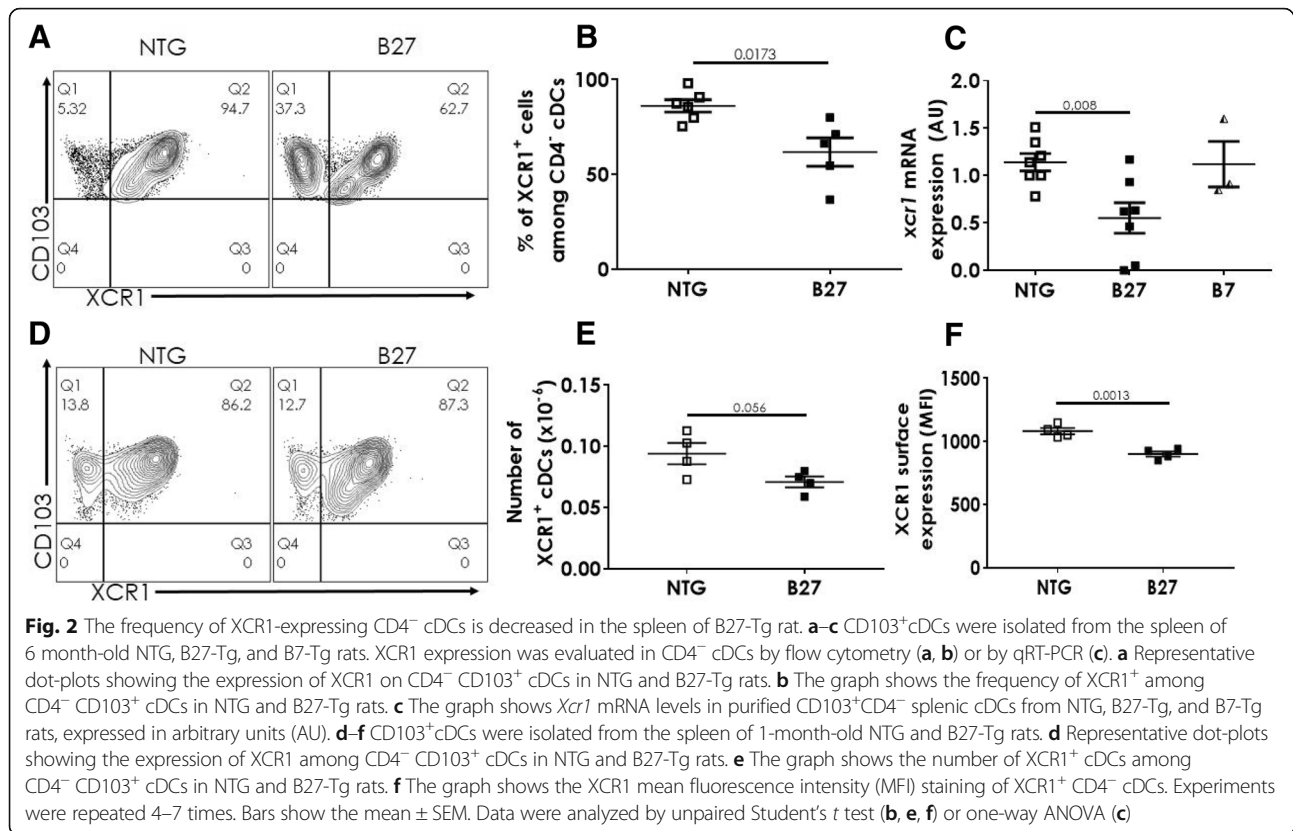 A
NTG
B27
Q1
5.32
Q2
94.7
Q1
37.3
Q2
62.7
Q4
0
Q3
0
Q4
0
Q3
0
CD103
XCR1
B
0.0173
% of XCR1⁺ cells
among CD4⁻ cDCs
100
50
0
NTG
B27
C
0,008
xcr1 mRNA
expression (AU)
2.0
1.5
1.0
0.5
0.0
NTG
B27
B7
D
NTG
B27
Q1
13.8
Q2
86.2
Q1
12.7
Q2
87.3
Q4
0
Q3
0
Q4
0
Q3
0
CD103
XCR1
E
0.056
Number of
XCR1⁺ cDCs (x10⁻⁶)
0.15
0.10
0.05
0.00
NTG
B27
F
0.0013
XCR1 surface
expression (MFI)
1500
1000
500
0
NTG
B27
Fig. 2 The frequency of XCR1-expressing CD4⁻ cDCs is decreased in the spleen of B27-Tg rat. a–c CD103⁺cDCs were isolated from the spleen of
6 month-old NTG, B27-Tg, and B7-Tg rats. XCR1 expression was evaluated in CD4⁻ cDCs by flow cytometry (a, b) or by qRT-PCR (c). a Representative
dot-plots showing the expression of XCR1 on CD4⁻ CD103⁺ cDCs in NTG and B27-Tg rats. b The graph shows the frequency of XCR1⁺ among
CD4⁻ CD103⁺ cDCs in NTG and B27-Tg rats. c The graph shows Xcr1 mRNA levels in purified CD103⁺CD4⁻ splenic cDCs from NTG, B27-Tg, and B7-Tg
rats, expressed in arbitrary units (AU). d–f CD103⁺cDCs were isolated from the spleen of 1-month-old NTG and B27-Tg rats. d Representative dot-plots
showing the expression of XCR1 among CD4⁻ CD103⁺ cDCs in NTG and B27-Tg rats. e The graph shows the number of XCR1⁺ cDCs among
CD4⁻ CD103⁺ cDCs in NTG and B27-Tg rats. f The graph shows the XCR1 mean fluorescence intensity (MFI) staining of XCR1⁺ CD4⁻ cDCs. Experiments
were repeated 4–7 times. Bars show the mean ± SEM. Data were analyzed by unpaired Student's t test (b, e, f) or one-way ANOVA (c)